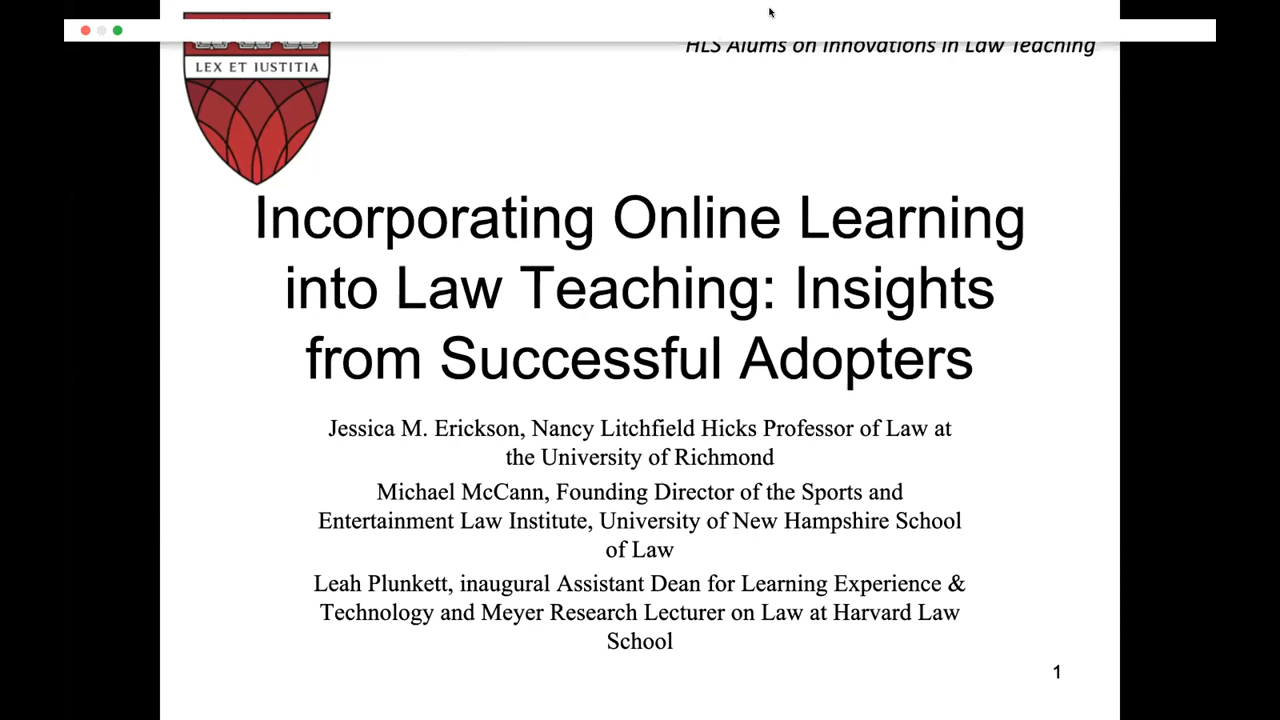 HLS Alums on Innovations in Law Teaching
LEX ET IUSTITIA
Incorporating Online Learning
into Law Teaching: Insights
from Successful Adopters
Jessica M. Erickson, Nancy Litchfield Hicks Professor of Law at
the University of Richmond
Michael McCann, Founding Director of the Sports and
Entertainment Law Institute, University of New Hampshire School
of Law
Leah Plunkett, inaugural Assistant Dean for Learning Experience &
Technology and Meyer Research Lecturer on Law at Harvard Law
School
1